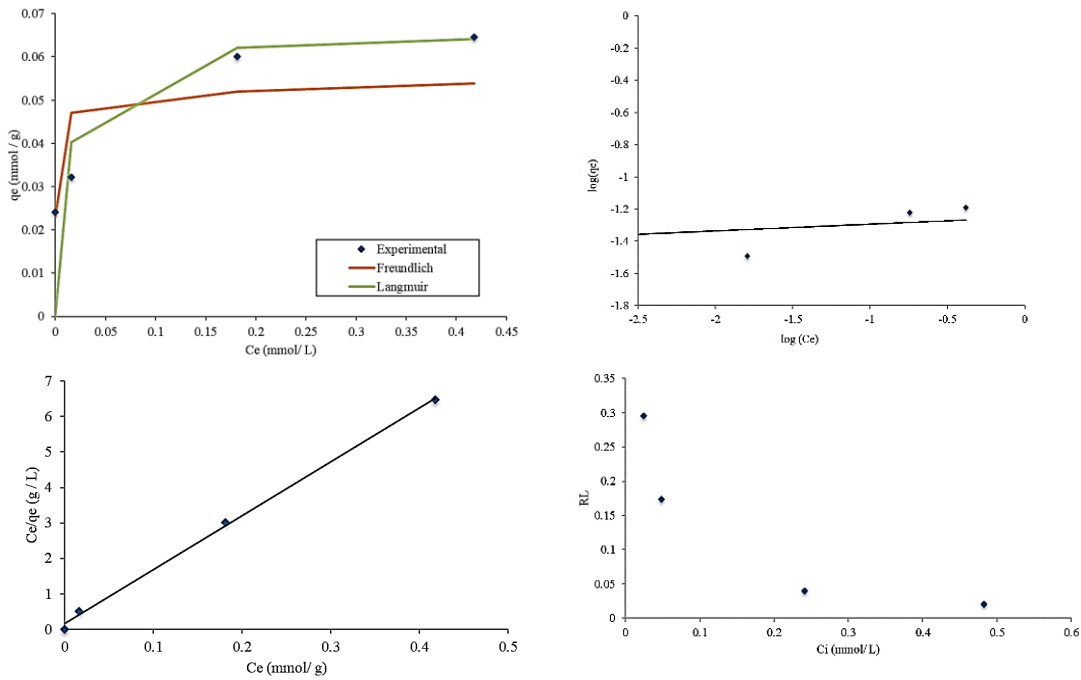 0.07
0.06
0.05
0.04
0.03
0.02
0.01
0
qe (mmol / g)
0 0.05 0.1 0.15 0.2 0.25 0.3 0.35 0.4 0.45
Ce (mmol/ L)
Experimental
Freundlich
Langmuir
0
-0.2
-0.4
-0.6
-0.8
-1
-1.2
-1.4
-1.6
-1.8
log(qe)
-2.5 -2 -1.5 -1 -0.5 0
log (Ce)
7
6
5
4
3
2
1
0
Ce/qe (g / L)
0 0.1 0.2 0.3 0.4 0.5
Ce (mmol/ g)
0.35
0.3
0.25
0.2
0.15
0.1
0.05
0
RL
0 0.1 0.2 0.3 0.4 0.5 0.6
Ci (mmol/ L)